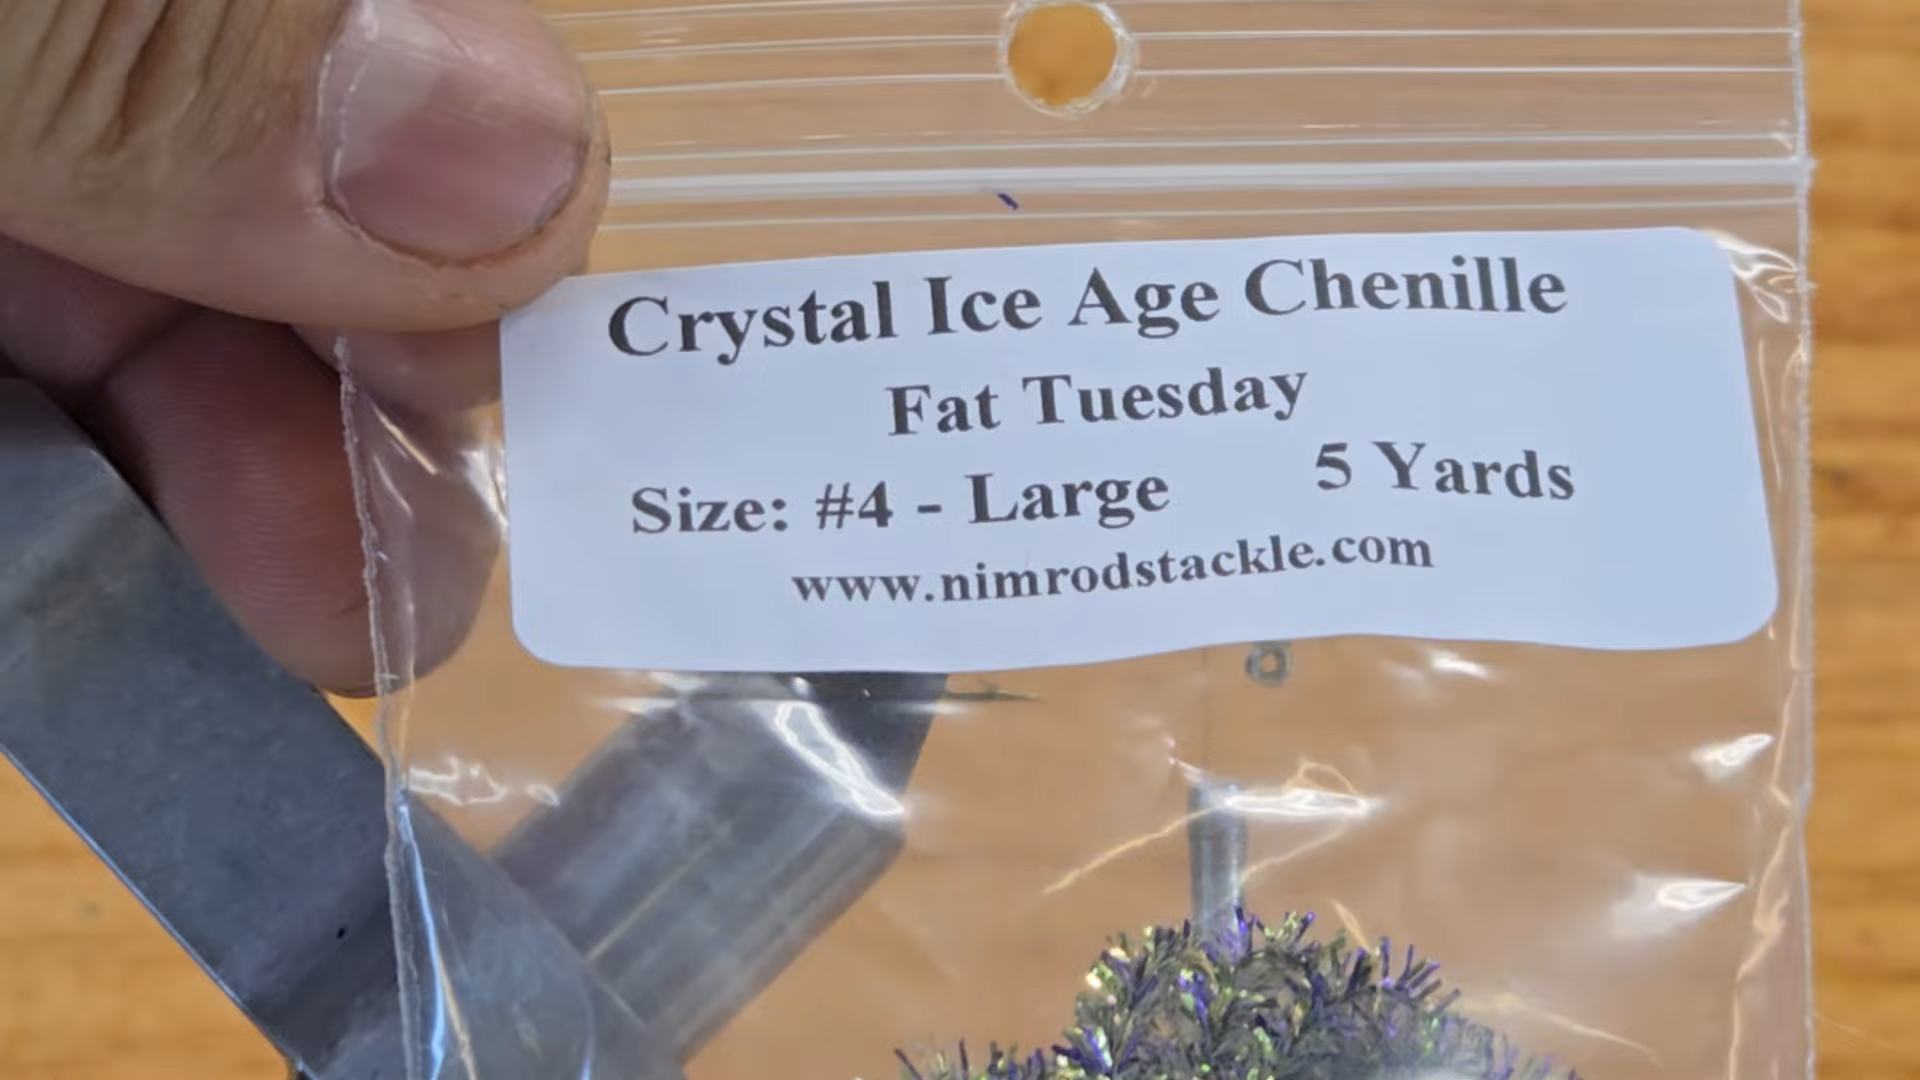 Crystal Ice Age Chenille
Fat Tuesday
Size: #4 - Large 5 Yards
www.nimrodstackle.com